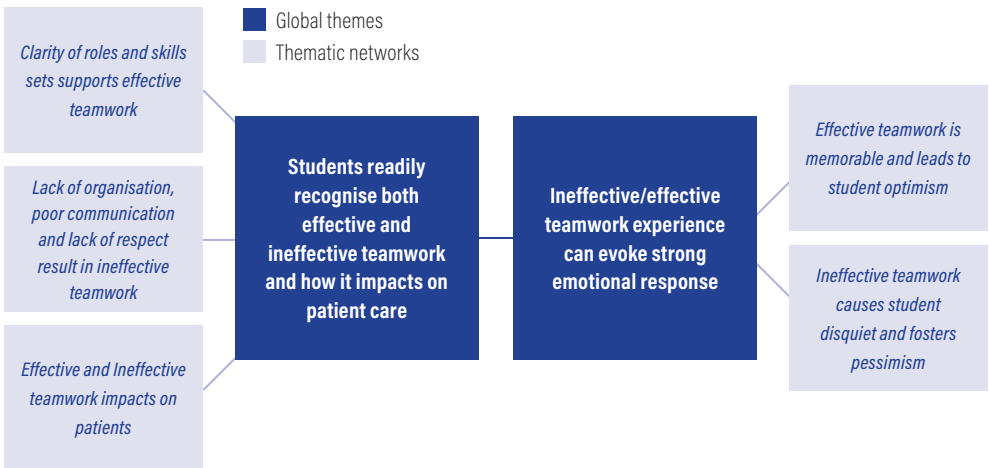 Global themes
Thematic networks
Clarity of roles and skills
sets supports effective
teamwork
Lack of organisation,
poor communication
and lack of respect
result in ineffective
teamwork
Effective and Ineffective
teamwork impacts on
patients
Students readily
recognise both
effective and
ineffective teamwork
and how it impacts on
patient care
Ineffective/effective
teamwork experience
can evoke strong
emotional response
Effective teamwork is
memorable and leads to
student optimism
Ineffective teamwork
causes student
disquiet and fosters
pessimism